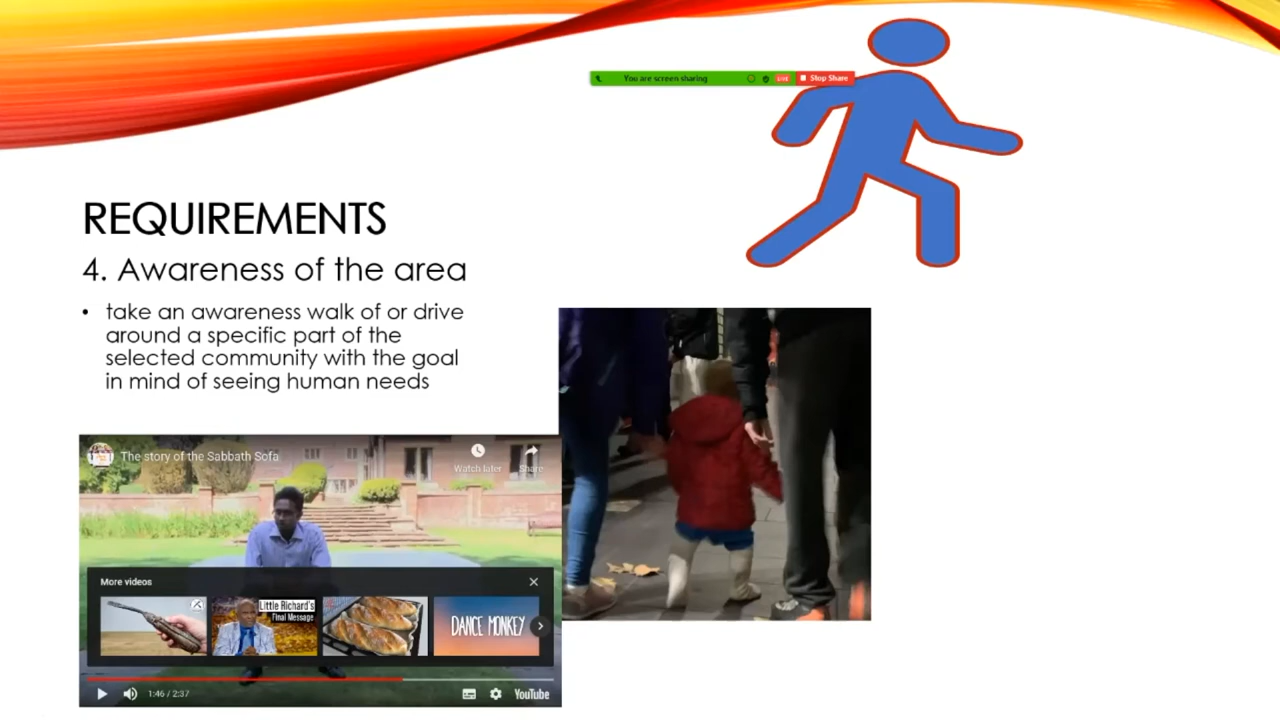 You are screen sharing
LIVE
Stop Share
REQUIREMENTS
4. Awareness of the area
• take an awareness walk of or drive
around a specific part of the
selected community with the goal
in mind of seeing human needs
The story of the Sabbath Sofa
Watch later
Share
More videos
Little Richard's
Final Message
DANCE MONKEY
1:46 / 2:37
YouTube